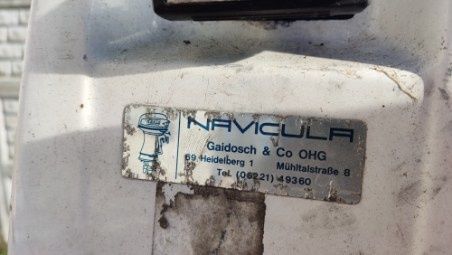 NAVICULA
Gaidosch & Co OHG
69 Heidelberg 1 Mühltalstraße 8
Tel. (06221) 49360